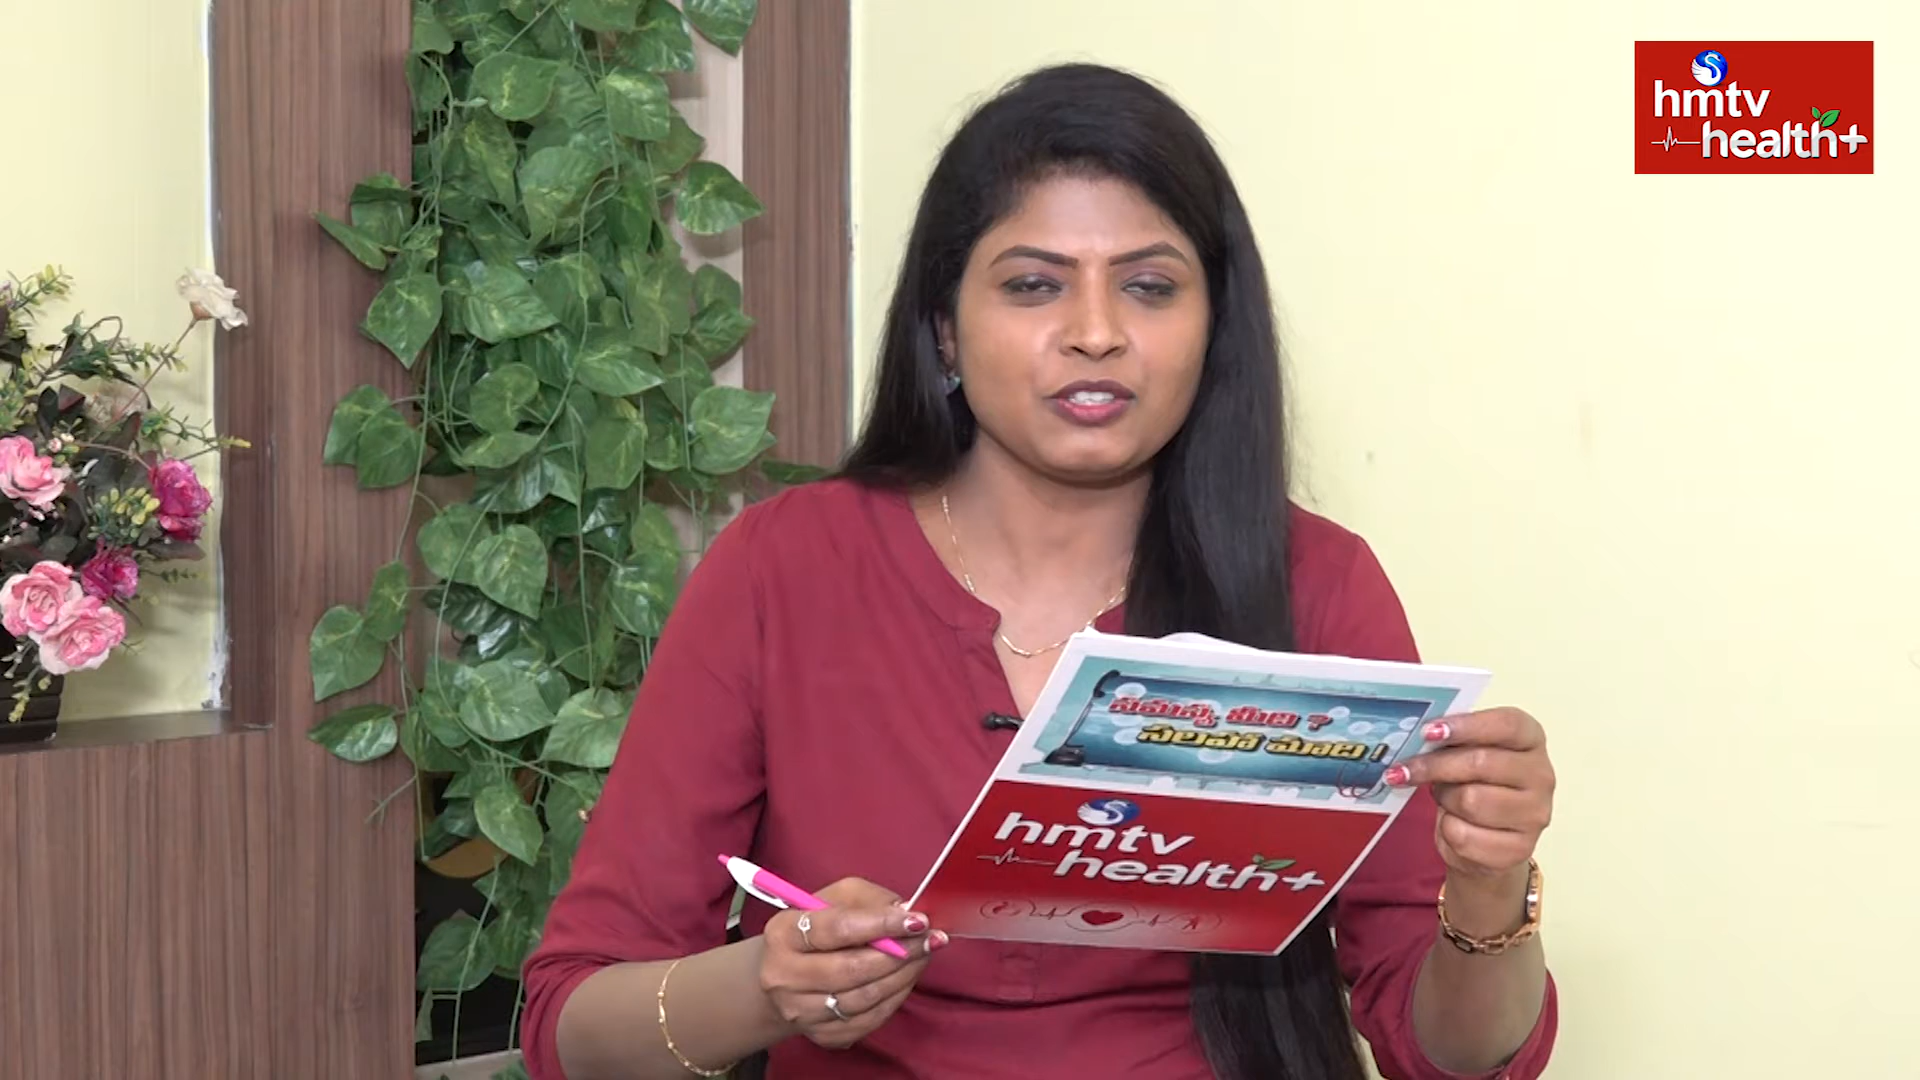 hmtv
health+
సమస్య మీది ?
సలహా మాది !
hmtv
health+